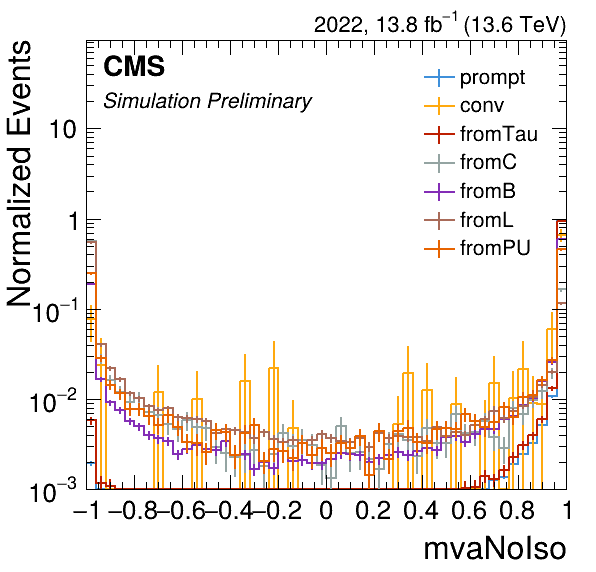 2022, 13.8 fb⁻¹ (13.6 TeV)
CMS
Simulation Preliminary
Normalized Events
prompt
conv
fromTau
fromC
fromB
fromL
fromPU
10
1
10⁻¹
10⁻²
10⁻³
−1 −0.8 −0.6 −0.4 −0.2 0 0.2 0.4 0.6 0.8 1
mvaNoIso